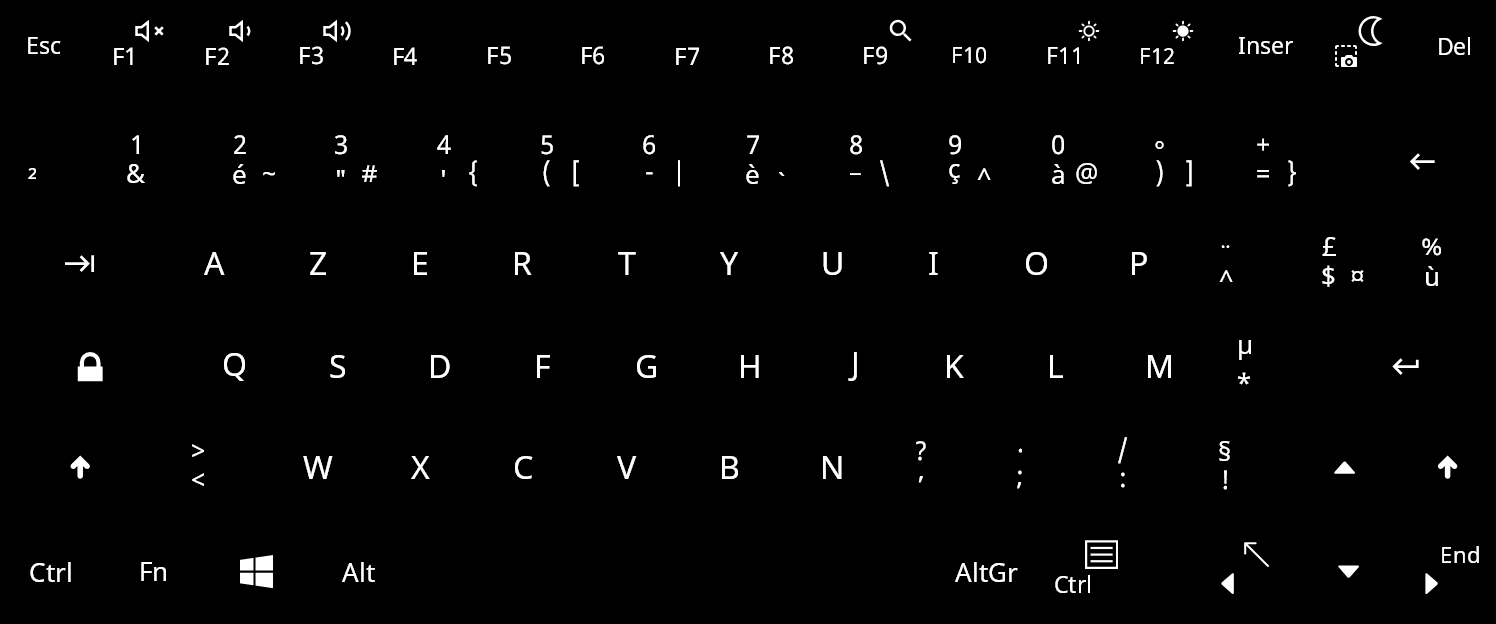 Esc F1 F2 F3 F4 F5 F6 F7 F8 F9 F10 F11 F12 Inser Del
1 2 3 4 5 6 7 8 9 0 ° +
² & é ~ " # ' { ( [ - | è ` _ \ ç ^ à @ ) ] = } ←
¨ £ %
A Z E R T Y U I O P ^ $ ¤ ù
µ
Q S D F G H J K L M *
> ? . / §
< W X C V B N , ; : !
Ctrl Fn Alt AltGr Ctrl End